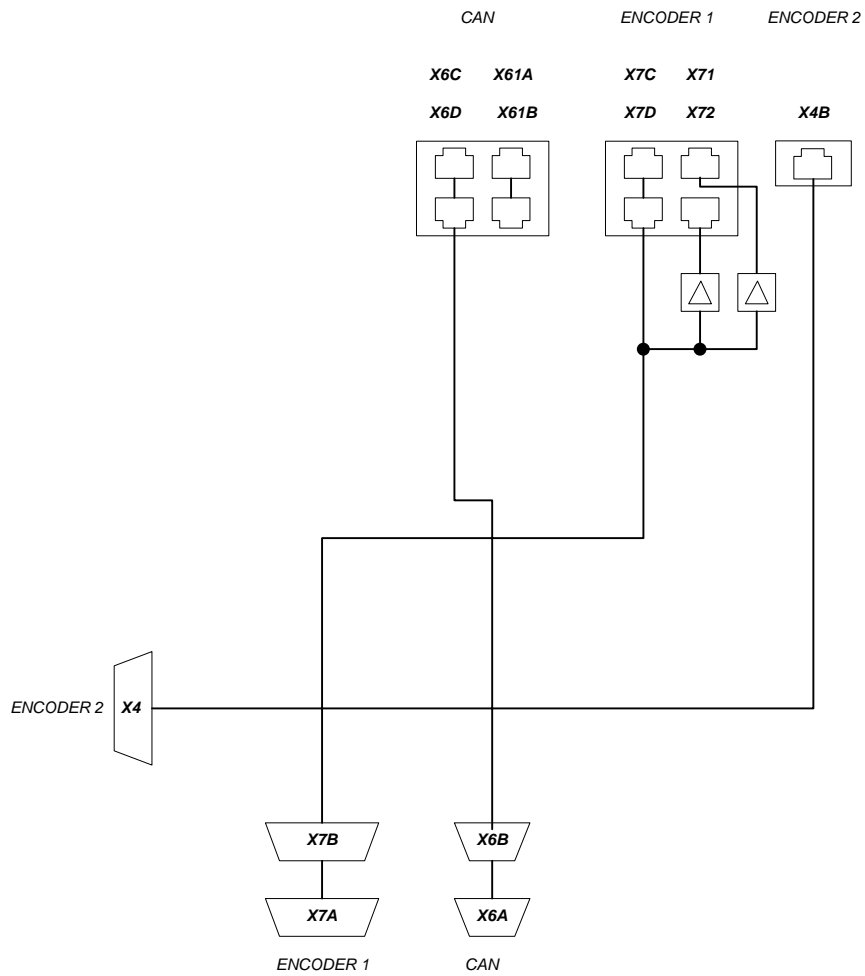 CAN ENCODER 1 ENCODER 2
X6C X61A X7C X71
X6D X61B X7D X72 X4B
ENCODER 2 X4
X7B X6B
X7A X6A
ENCODER 1 CAN